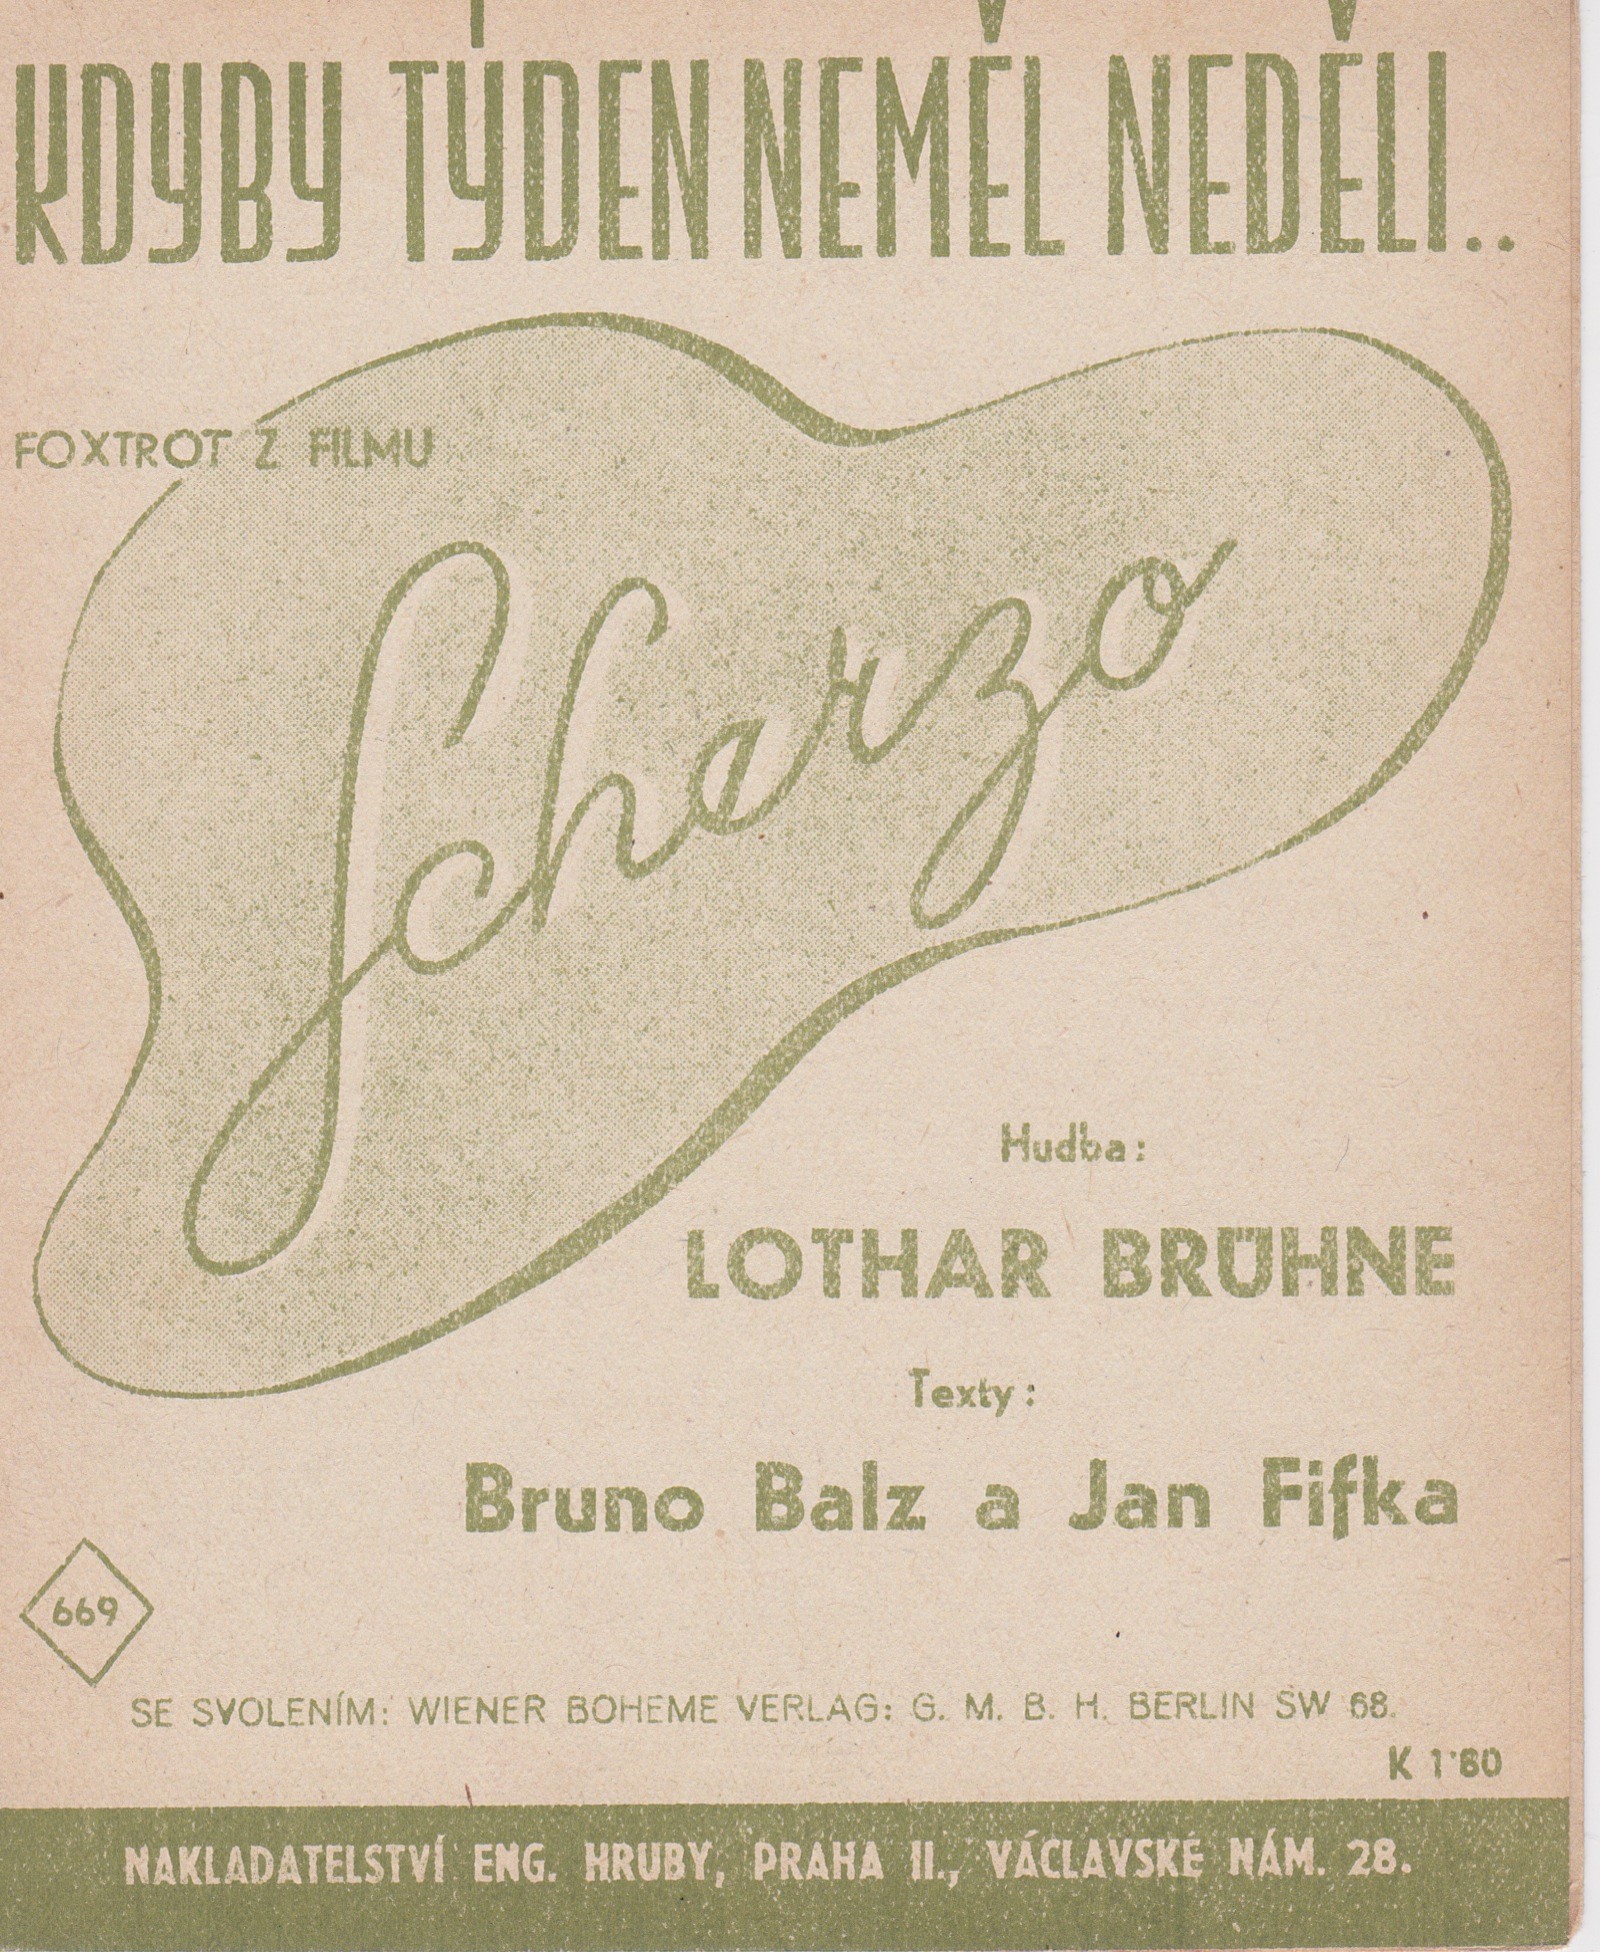 KDYBY TÝDEN NEMĚL NEDĚLI..
FOXTROT Z FILMU
Scherzo
Hudba:
LOTHAR BRÜHNE
Texty:
Bruno Balz a Jan Fifka
669
SE SVOLENÍM: WIENER BOHEME VERLAG: G. M. B. H. BERLIN SW 68.
K 1·80
NAKLADATELSTVÍ ENG. HRUBY, PRAHA II., VÁCLAVSKÉ NÁM. 28.